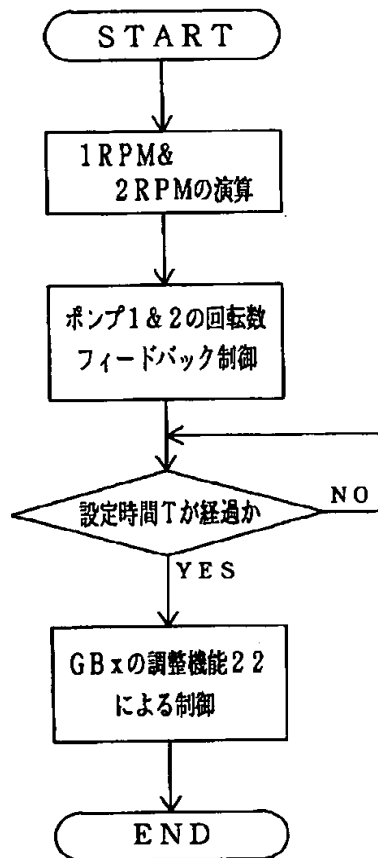 START
1RPM&
2RPMの演算
ポンプ1&2の回転数
フィードバック制御
設定時間Tが経過か
NO
YES
GBxの調整機能22
による制御
END